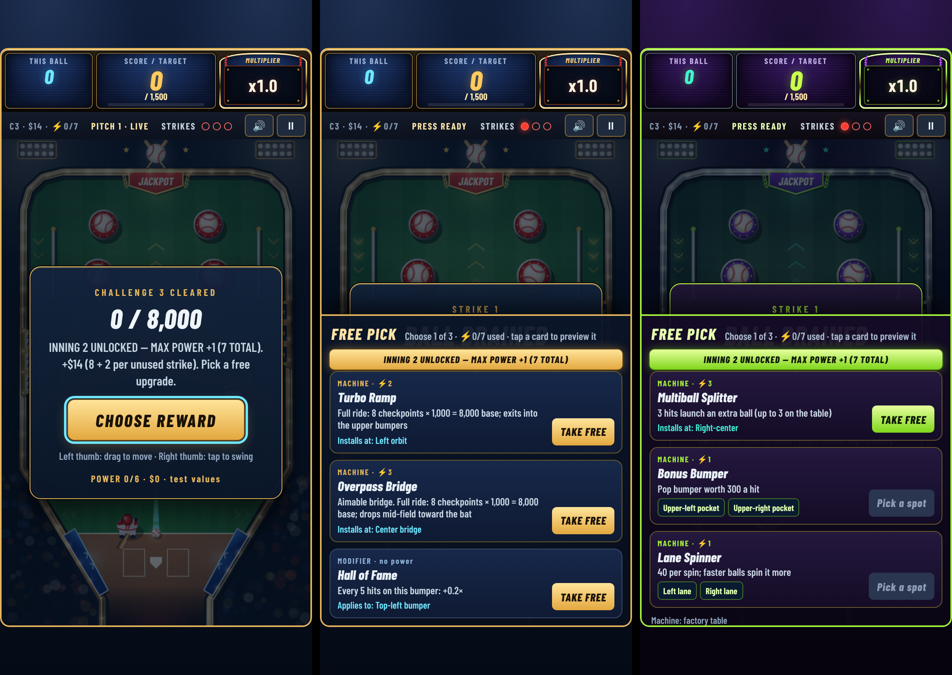 THIS BALL
0
SCORE / TARGET
0
/ 1,500
MULTIPLIER
x1.0
C3 · $14 · ⚡0/7
PITCH 1 · LIVE
STRIKES
JACKPOT
CHALLENGE 3 CLEARED
0 / 8,000
INNING 2 UNLOCKED — MAX POWER +1 (7 TOTAL).
+$14 (8 + 2 per unused strike). Pick a free
upgrade.
CHOOSE REWARD
Left thumb: drag to move · Right thumb: tap to swing
POWER 0/6 · $0 · test values
THIS BALL
0
SCORE / TARGET
0
/ 1,500
MULTIPLIER
x1.0
C3 · $14 · ⚡0/7
PRESS READY
STRIKES
JACKPOT
STRIKE 1
FREE PICK
Choose 1 of 3 · ⚡0/7 used · tap a card to preview it
INNING 2 UNLOCKED — MAX POWER +1 (7 TOTAL)
MACHINE · ⚡2
Turbo Ramp
Full ride: 8 checkpoints × 1,000 = 8,000 base; exits into
the upper bumpers
Installs at: Left orbit
TAKE FREE
MACHINE · ⚡3
Overpass Bridge
Aimable bridge. Full ride: 8 checkpoints × 1,000 = 8,000
base; drops mid-field toward the bat
Installs at: Center bridge
TAKE FREE
MODIFIER · no power
Hall of Fame
Every 5 hits on this bumper: +0.2×
Applies to: Top-left bumper
TAKE FREE
THIS BALL
0
SCORE / TARGET
0
/ 1,500
MULTIPLIER
x1.0
C3 · $14 · ⚡0/7
PRESS READY
STRIKES
JACKPOT
STRIKE 1
FREE PICK
Choose 1 of 3 · ⚡0/7 used · tap a card to preview it
INNING 2 UNLOCKED — MAX POWER +1 (7 TOTAL)
MACHINE · ⚡3
Multiball Splitter
3 hits launch an extra ball (up to 3 on the table)
Installs at: Right-center
TAKE FREE
MACHINE · ⚡1
Bonus Bumper
Pop bumper worth 300 a hit
Upper-left pocket
Upper-right pocket
Pick a spot
MACHINE · ⚡1
Lane Spinner
40 per spin; faster balls spin it more
Left lane
Right lane
Pick a spot
Machine: factory table